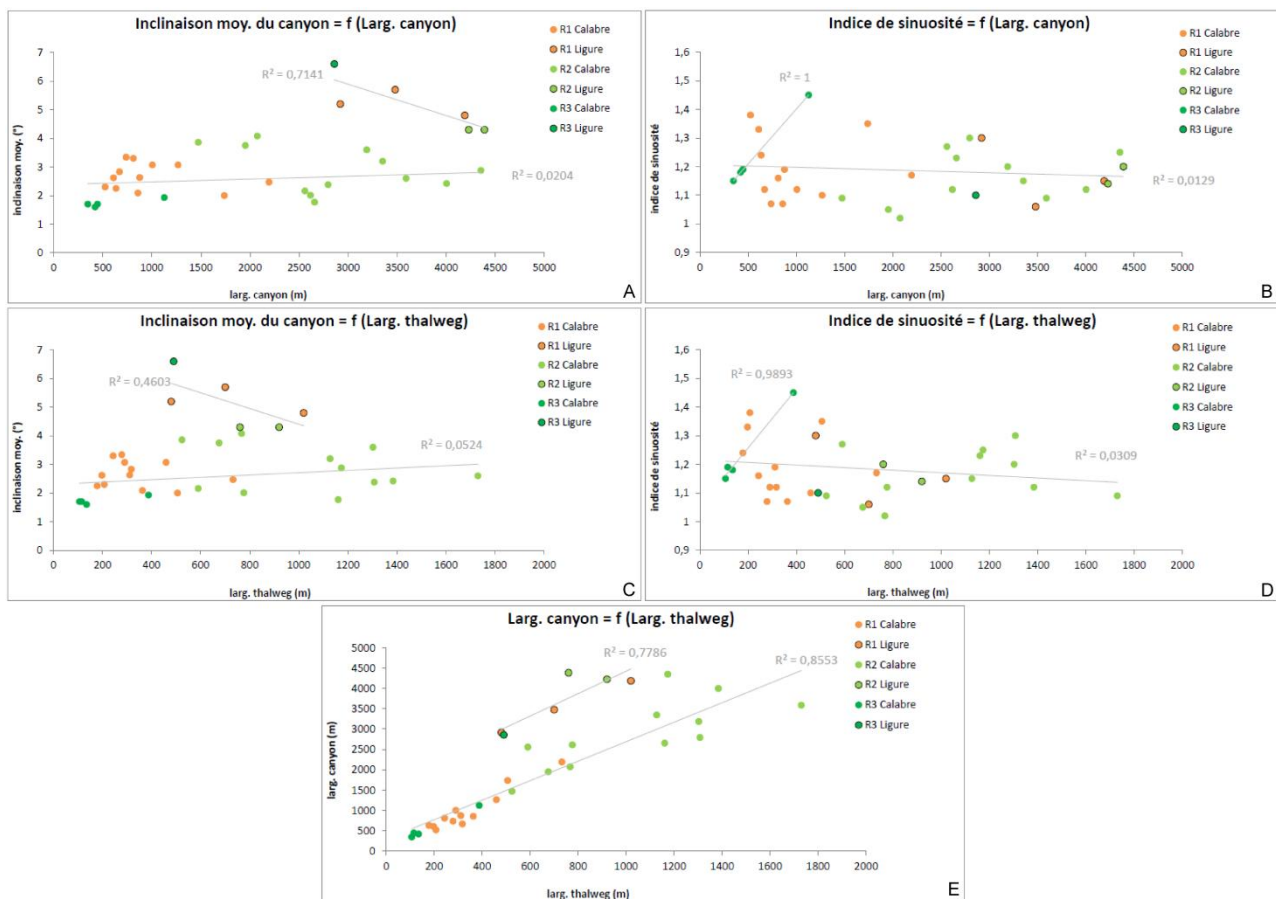 Inclinaison moy. du canyon = f (Larg. canyon)
7
6
5
4
3
2
1
0
inclinaison moy. (°)
R² = 0,7141
R² = 0,0204
0 500 1000 1500 2000 2500 3000 3500 4000 4500 5000
larg. canyon (m)
R1 Calabre
R1 Ligure
R2 Calabre
R2 Ligure
R3 Calabre
R3 Ligure
A
Indice de sinuosité = f (Larg. canyon)
1,6
1,5
1,4
1,3
1,2
1,1
1
0,9
indice de sinuosité
R² = 1
R² = 0,0129
0 500 1000 1500 2000 2500 3000 3500 4000 4500 5000
larg. canyon (m)
R1 Calabre
R1 Ligure
R2 Calabre
R2 Ligure
R3 Calabre
R3 Ligure
B
Inclinaison moy. du canyon = f (Larg. thalweg)
7
6
5
4
3
2
1
0
inclinaison moy. (°)
R² = 0,4603
R² = 0,0524
0 200 400 600 800 1000 1200 1400 1600 1800 2000
larg. thalweg (m)
R1 Calabre
R1 Ligure
R2 Calabre
R2 Ligure
R3 Calabre
R3 Ligure
C
Indice de sinuosité = f (Larg. thalweg)
1,6
1,5
1,4
1,3
1,2
1,1
1
0,9
indice de sinuosité
R² = 0,9893
R² = 0,0309
0 200 400 600 800 1000 1200 1400 1600 1800 2000
larg. thalweg (m)
R1 Calabre
R1 Ligure
R2 Calabre
R2 Ligure
R3 Calabre
R3 Ligure
D
Larg. canyon = f (Larg. thalweg)
5000
4500
4000
3500
3000
2500
2000
1500
1000
500
0
larg. canyon (m)
R² = 0,7786
R² = 0,8553
0 200 400 600 800 1000 1200 1400 1600 1800 2000
larg. thalweg (m)
R1 Calabre
R1 Ligure
R2 Calabre
R2 Ligure
R3 Calabre
R3 Ligure
E